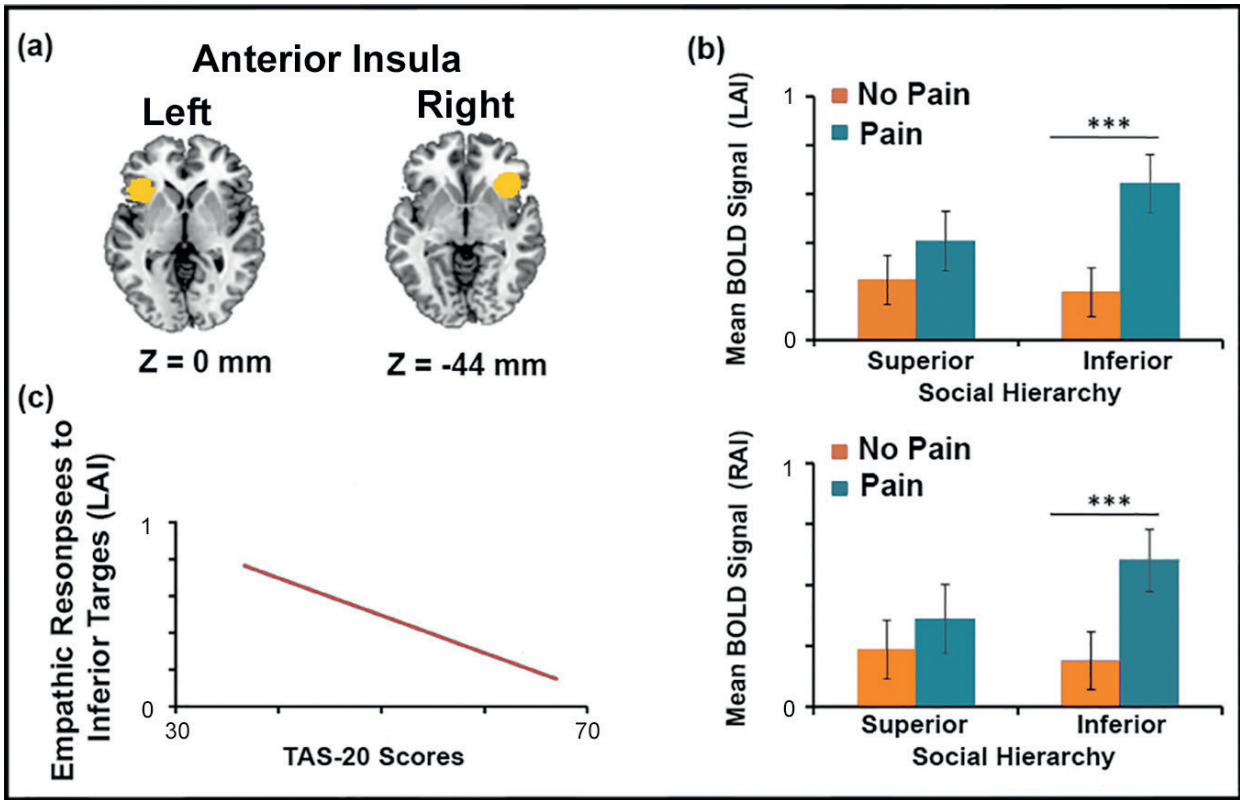 (a)
Anterior Insula
Left
Right
Z = 0 mm
Z = -44 mm
(b)
Mean BOLD Signal (LAI)
1
0
No Pain
Pain
***
Superior
Inferior
Social Hierarchy
Mean BOLD Signal (RAI)
1
0
No Pain
Pain
***
Superior
Inferior
Social Hierarchy
(c)
Empathic Resonpsees to
Inferior Targes (LAI)
1
0
30
70
TAS-20 Scores